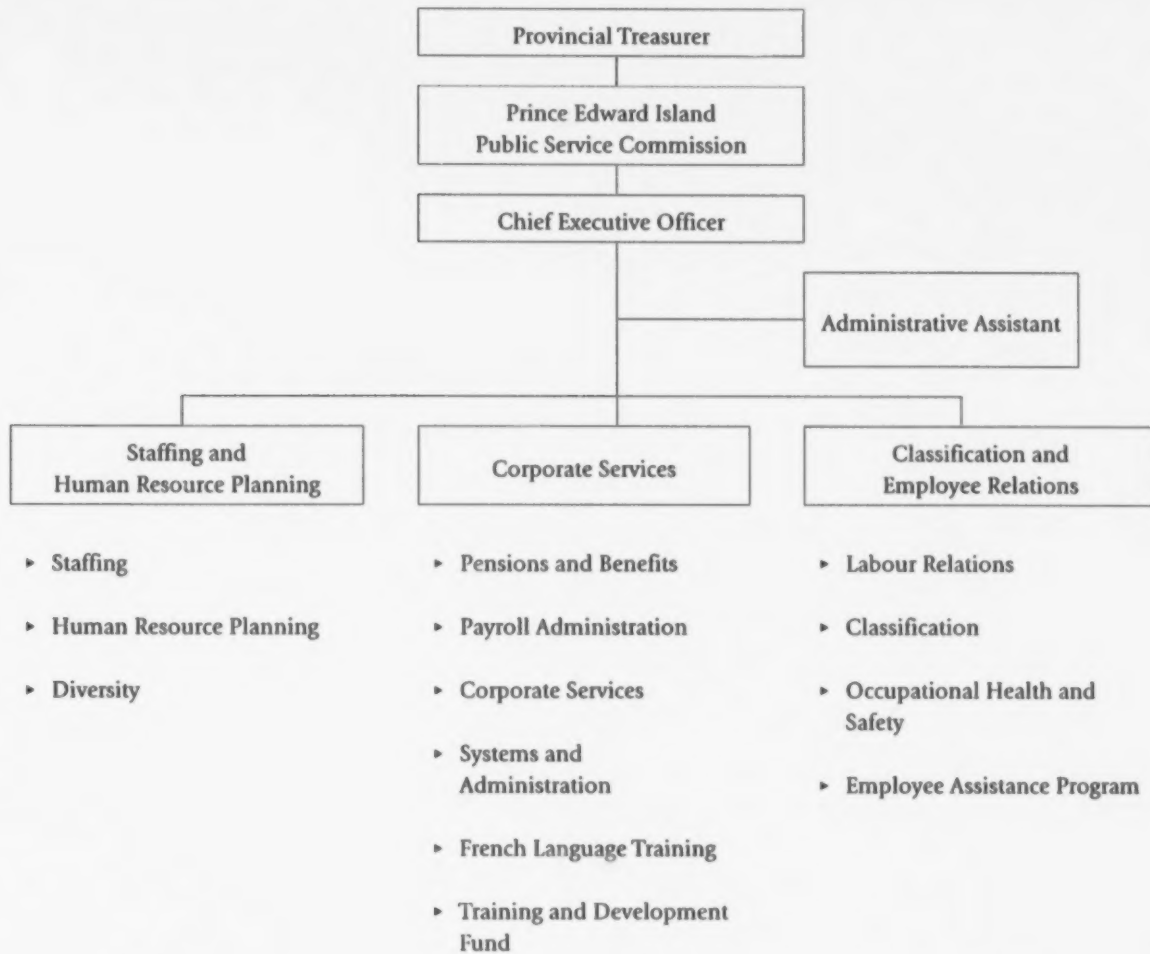 Provincial Treasurer
Prince Edward Island
Public Service Commission
Chief Executive Officer
Administrative Assistant
Staffing and
Human Resource Planning
▸ Staffing
▸ Human Resource Planning
▸ Diversity
Corporate Services
▸ Pensions and Benefits
▸ Payroll Administration
▸ Corporate Services
▸ Systems and
Administration
▸ French Language Training
▸ Training and Development
Fund
Classification and
Employee Relations
▸ Labour Relations
▸ Classification
▸ Occupational Health and
Safety
▸ Employee Assistance Program